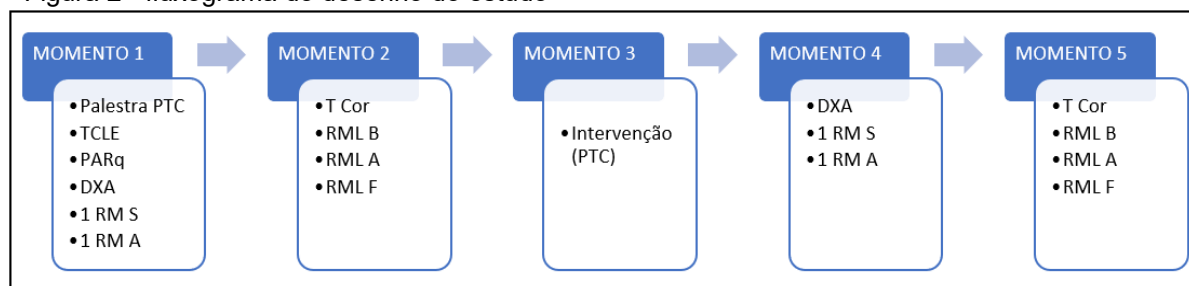 MOMENTO 1
•Palestra PTC
•TCLE
•PARq
•DXA
•1 RM S
•1 RM A
MOMENTO 2
•T Cor
•RML B
•RML A
•RML F
MOMENTO 3
•Intervenção
(PTC)
MOMENTO 4
•DXA
•1 RM S
•1 RM A
MOMENTO 5
•T Cor
•RML B
•RML A
•RML F